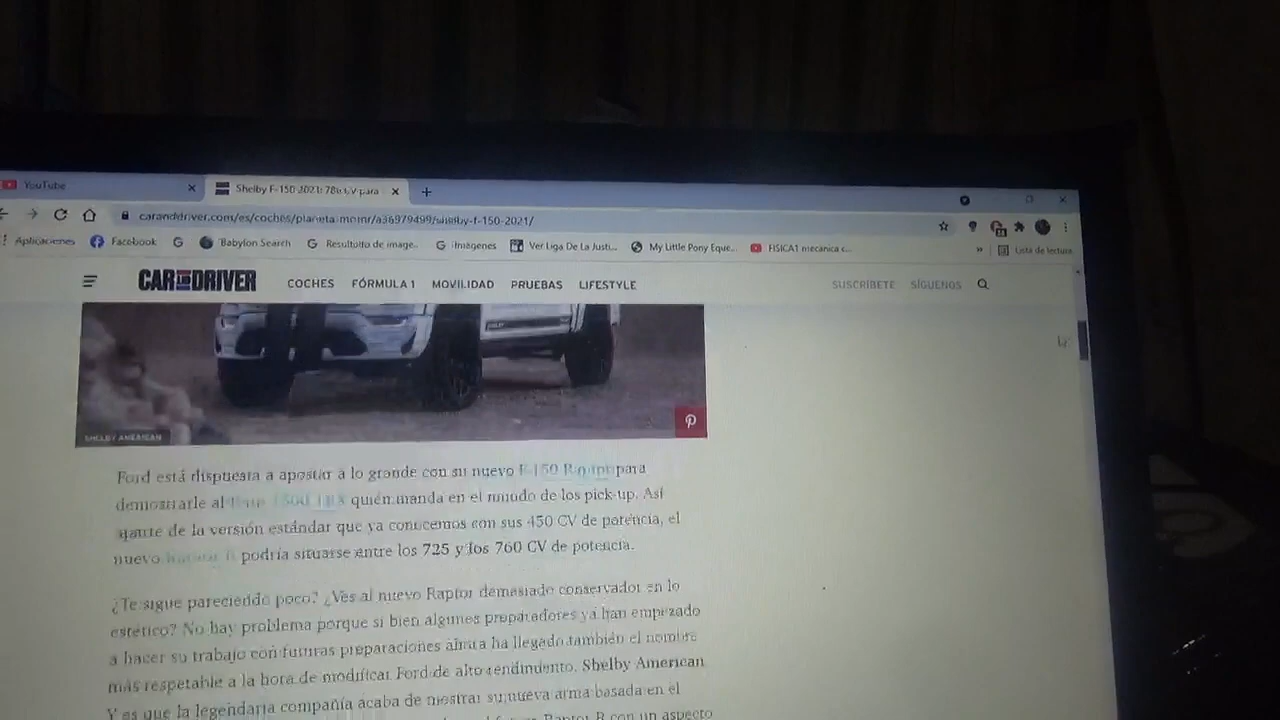 YouTube
Shelby F-150 2021: 780 CV para
caranddriver.com/es/coches/planeta-motor/a36979499/shelby-f-150-2021/
Aplicaciones Facebook Babylon Search Resultado de image... Imágenes Ver Liga De La Justi... My Little Pony Eque... FISICA1 mecanica c... » Lista de lectura
CAR AND DRIVER COCHES FÓRMULA 1 MOVILIDAD PRUEBAS LIFESTYLE SUSCRÍBETE SÍGUENOS
SHELBY AMERICAN
Ford está dispuesta a apostar a lo grande con su nuevo F-150 Raptor para
demostrarle al Ram 1500 TRX quién manda en el mundo de los pick-up. Así
aparte de la versión estándar que ya conocemos con sus 450 CV de potencia, el
nuevo Raptor R podría situarse entre los 725 y los 760 CV de potencia.
¿Te sigue pareciendo poco? ¿Ves al nuevo Raptor demasiado conservador en lo
estético? No hay problema porque si bien algunos preparadores ya han empezado
a hacer su trabajo con futuras preparaciones ahora ha llegado también el nombre
más respetable a la hora de modificar Ford de alto rendimiento. Shelby American
Y es que la legendaria compañía acaba de mostrar su nueva arma basada en el
Raptor R con un aspecto